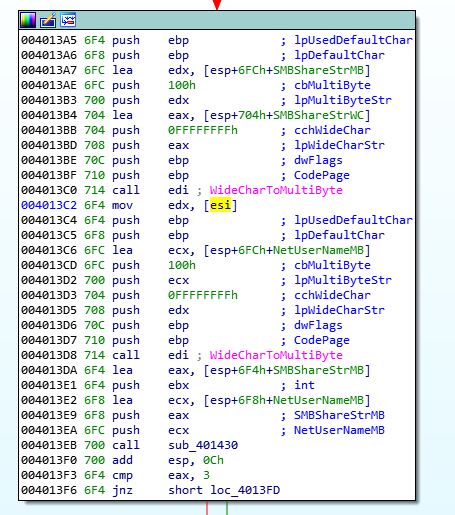 004013A5 6F4 push ebp ; lpUsedDefaultChar
004013A6 6F8 push ebp ; lpDefaultChar
004013A7 6FC lea edx, [esp+6FCh+SMBShareStrMB]
004013AE 6FC push 100h ; cbMultiByte
004013B3 700 push edx ; lpMultiByteStr
004013B4 704 lea eax, [esp+704h+SMBShareStrWC]
004013BB 704 push 0FFFFFFFFh ; cchWideChar
004013BD 708 push eax ; lpWideCharStr
004013BE 70C push ebp ; dwFlags
004013BF 710 push ebp ; CodePage
004013C0 714 call edi ; WideCharToMultiByte
004013C2 6F4 mov edx, [esi]
004013C4 6F4 push ebp ; lpUsedDefaultChar
004013C5 6F8 push ebp ; lpDefaultChar
004013C6 6FC lea ecx, [esp+6FCh+NetUserNameMB]
004013CD 6FC push 100h ; cbMultiByte
004013D2 700 push ecx ; lpMultiByteStr
004013D3 704 push 0FFFFFFFFh ; cchWideChar
004013D5 708 push edx ; lpWideCharStr
004013D6 70C push ebp ; dwFlags
004013D7 710 push ebp ; CodePage
004013D8 714 call edi ; WideCharToMultiByte
004013DA 6F4 lea eax, [esp+6F4h+SMBShareStrMB]
004013E1 6F4 push ebx ; int
004013E2 6F8 lea ecx, [esp+6F8h+NetUserNameMB]
004013E9 6F8 push eax ; SMBShareStrMB
004013EA 6FC push ecx ; NetUserNameMB
004013EB 700 call sub_401430
004013F0 700 add esp, 0Ch
004013F3 6F4 cmp eax, 3
004013F6 6F4 jnz short loc_4013FD